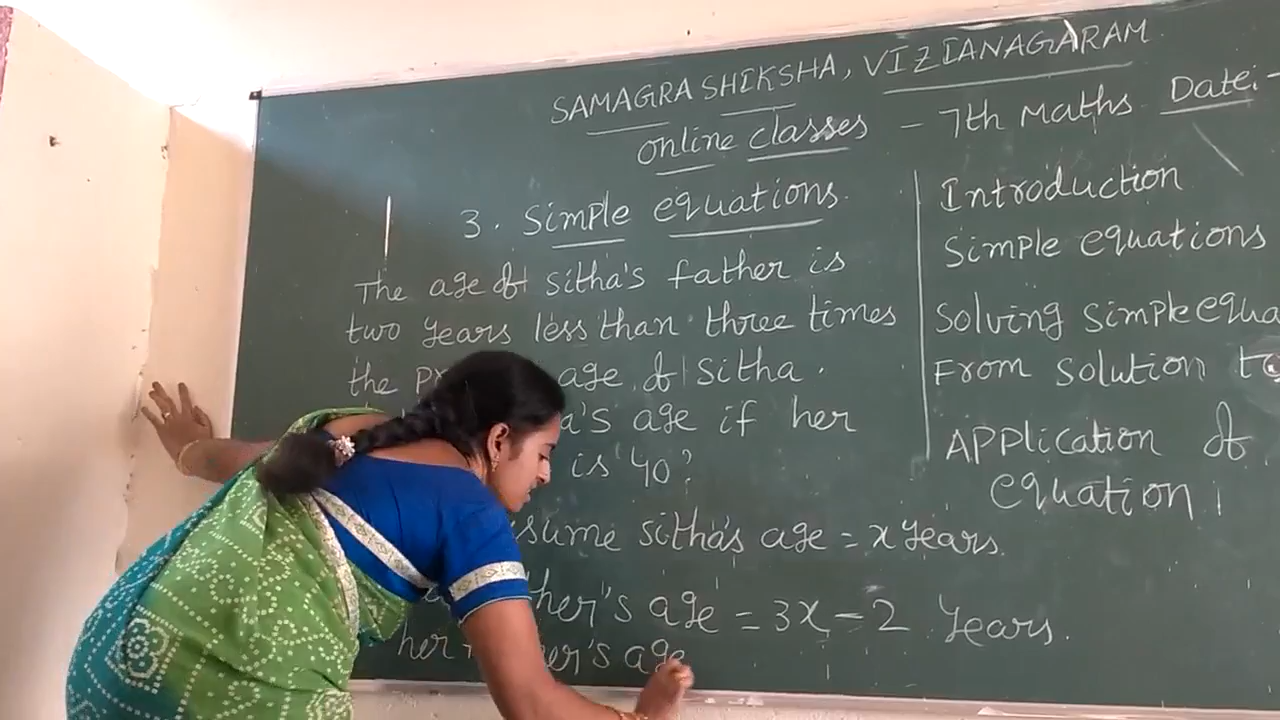 SAMAGRA SHIKSHA, VIZIANAGARAM
Online classes - 7th Maths Date:-
3. Simple equations
The age of sitha's father is
two years less than three times
the age of sitha.
age if her
is '40'?
sitha's age = x years.
age = 3x - 2 years.
her age
Introduction
Simple equations
Solving simple
From solution
Application of
equation